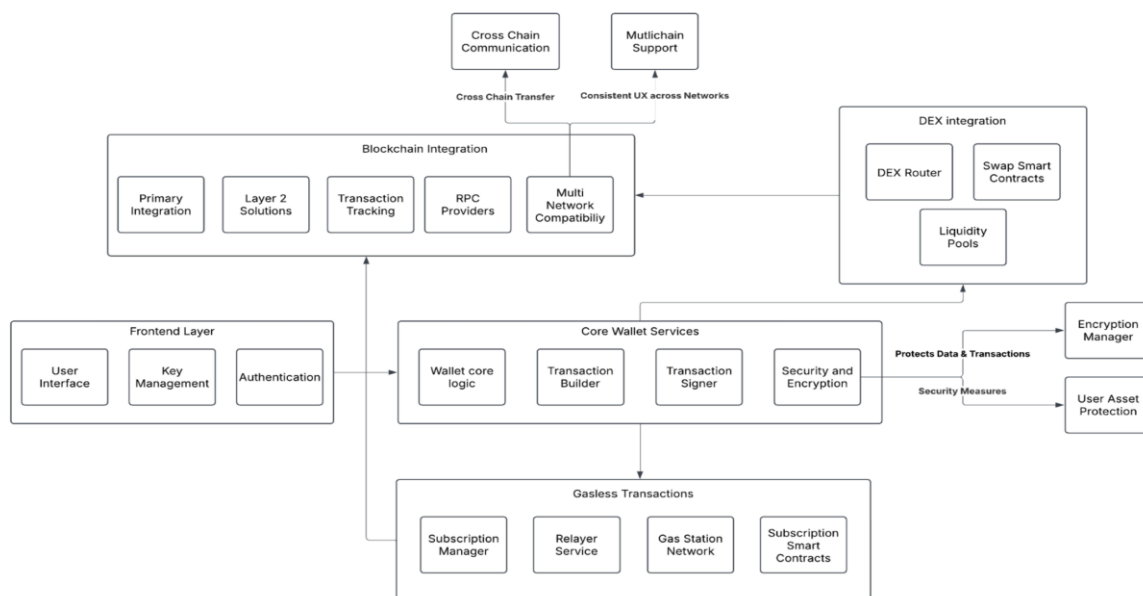 Cross Chain
Communication
Mutlichain
Support
Cross Chain Transfer
Consistent UX across Networks
Blockchain Integration
Primary
Integration
Layer 2
Solutions
Transaction
Tracking
RPC
Providers
Multi
Network
Compatibiliy
DEX integration
DEX Router
Swap Smart
Contracts
Liquidity
Pools
Frontend Layer
User
Interface
Key
Management
Authentication
Core Wallet Services
Wallet core
logic
Transaction
Builder
Transaction
Signer
Security and
Encryption
Protects Data & Transactions
Security Measures
Encryption
Manager
User Asset
Protection
Gasless Transactions
Subscription
Manager
Relayer
Service
Gas Station
Network
Subscription
Smart
Contracts